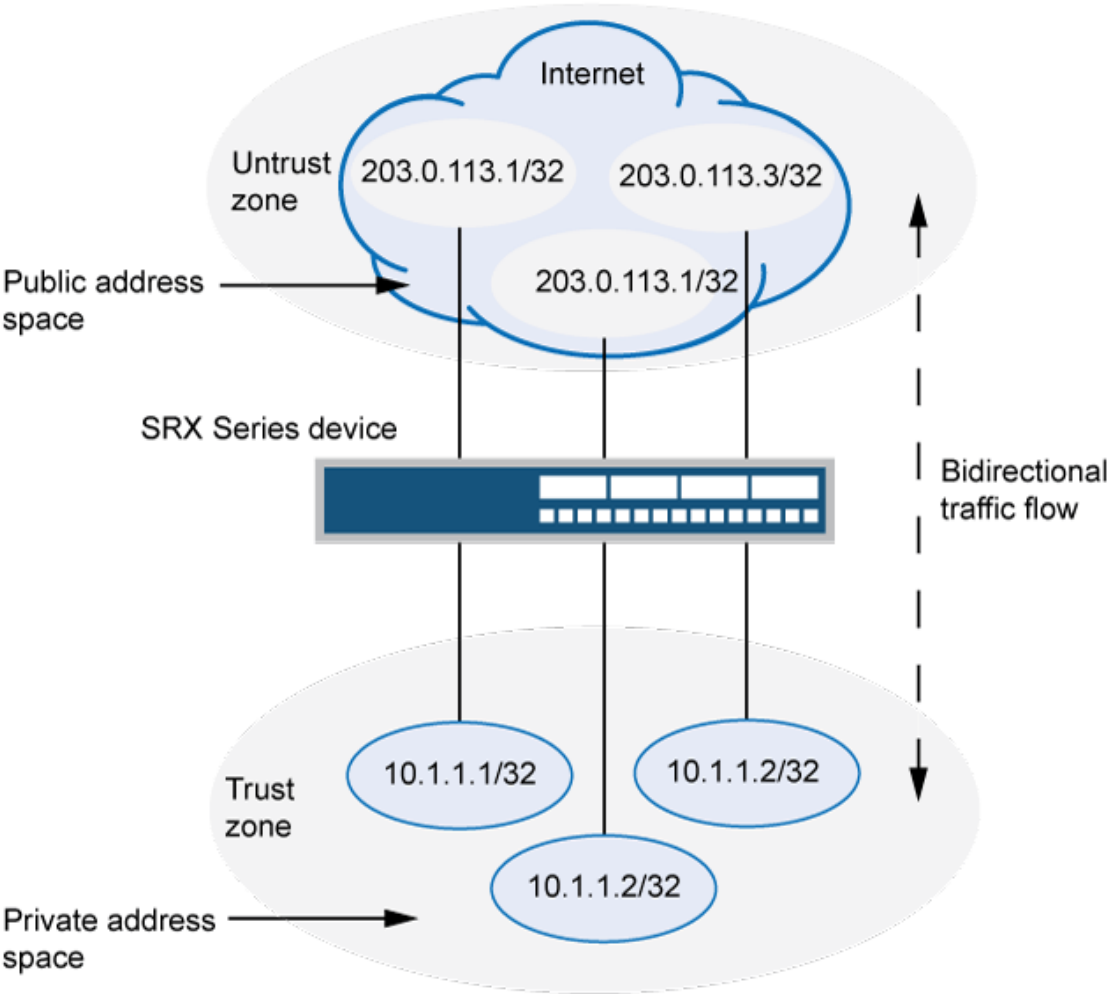 Internet
Untrust
zone
203.0.113.1/32
203.0.113.3/32
203.0.113.1/32
Public address
space
SRX Series device
Bidirectional
traffic flow
10.1.1.1/32
10.1.1.2/32
Trust
zone
10.1.1.2/32
Private address
space